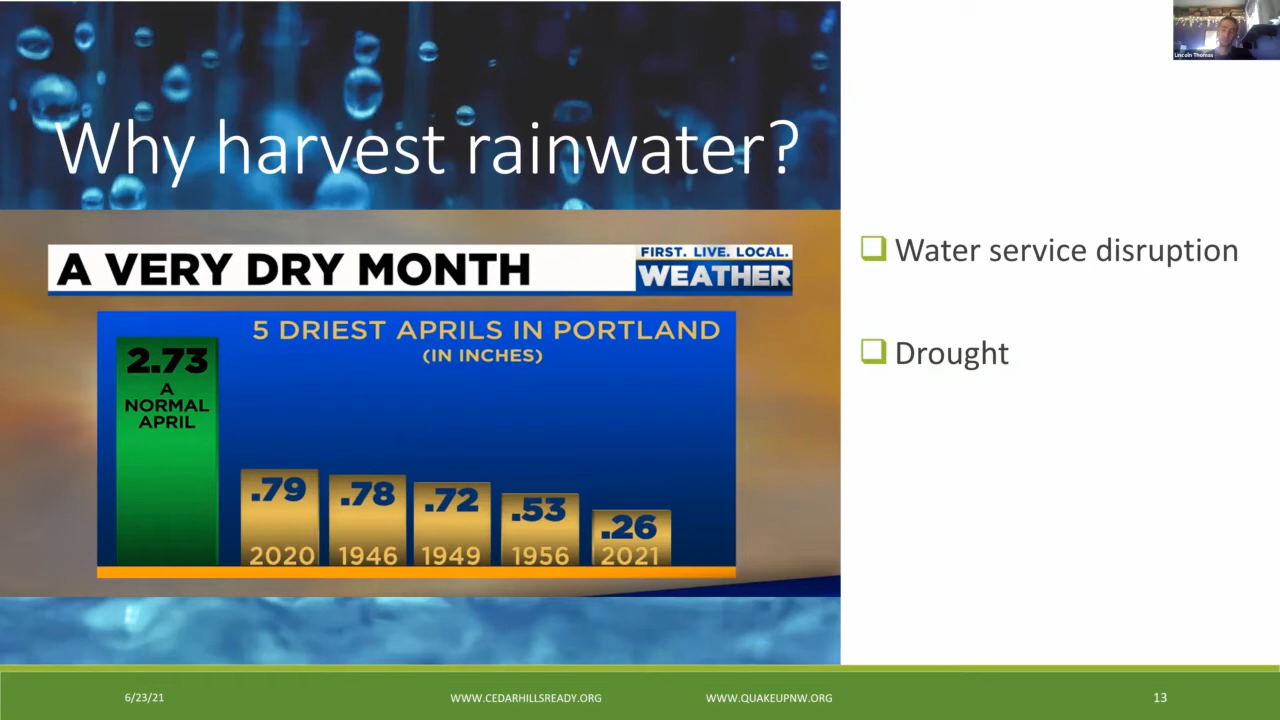 Why harvest rainwater?
A VERY DRY MONTH
FIRST. LIVE. LOCAL.
WEATHER
5 DRIEST APRILS IN PORTLAND
(IN INCHES)
2.73
A
NORMAL
APRIL
.79
2020
.78
1946
.72
1949
.53
1956
.26
2021
Water service disruption
Drought
Lincoln Thomas
6/23/21
WWW.CEDARHILLSREADY.ORG
WWW.QUAKEUPNW.ORG
13